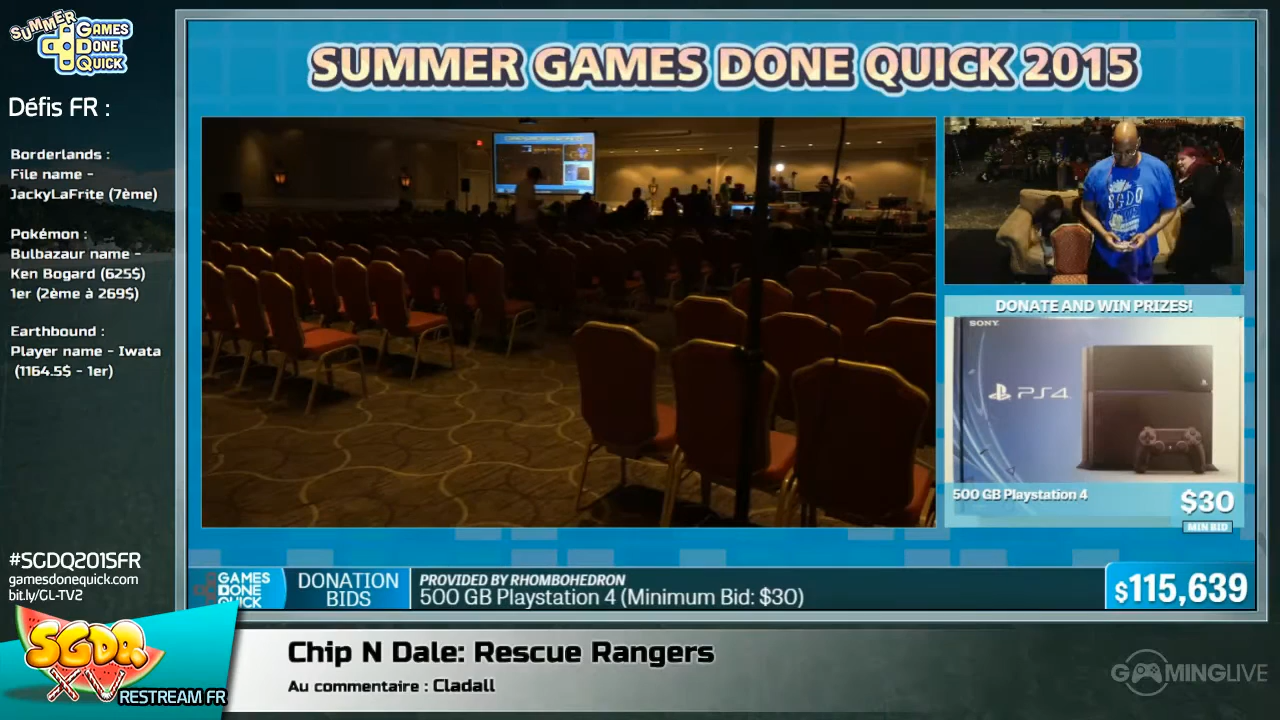 SUMMER
GAMES
DONE
QUICK
Défis FR :
Borderlands :
File name -
JackyLaFrite (7ème)
Pokémon :
Bulbazaur name -
Ken Bogard (625$)
1er (2ème à 269$)
Earthbound :
Player name - Iwata
(1164.5$ - 1er)
#SGDQ2015FR
gamesdonequick.com
bit.ly/GL-TV2
SGDQ
XV
RESTREAM FR
SUMMER GAMES DONE QUICK 2015
SGDQ
DONATE AND WIN PRIZES!
SONY
PS4
500 GB Playstation 4
$30
MIN BID
GAMES
DONE
QUICK
DONATION
BIDS
PROVIDED BY RHOMBOHEDRON
500 GB Playstation 4 (Minimum Bid: $30)
$115,639
Chip N Dale: Rescue Rangers
Au commentaire : Cladall
GAMINGLIVE